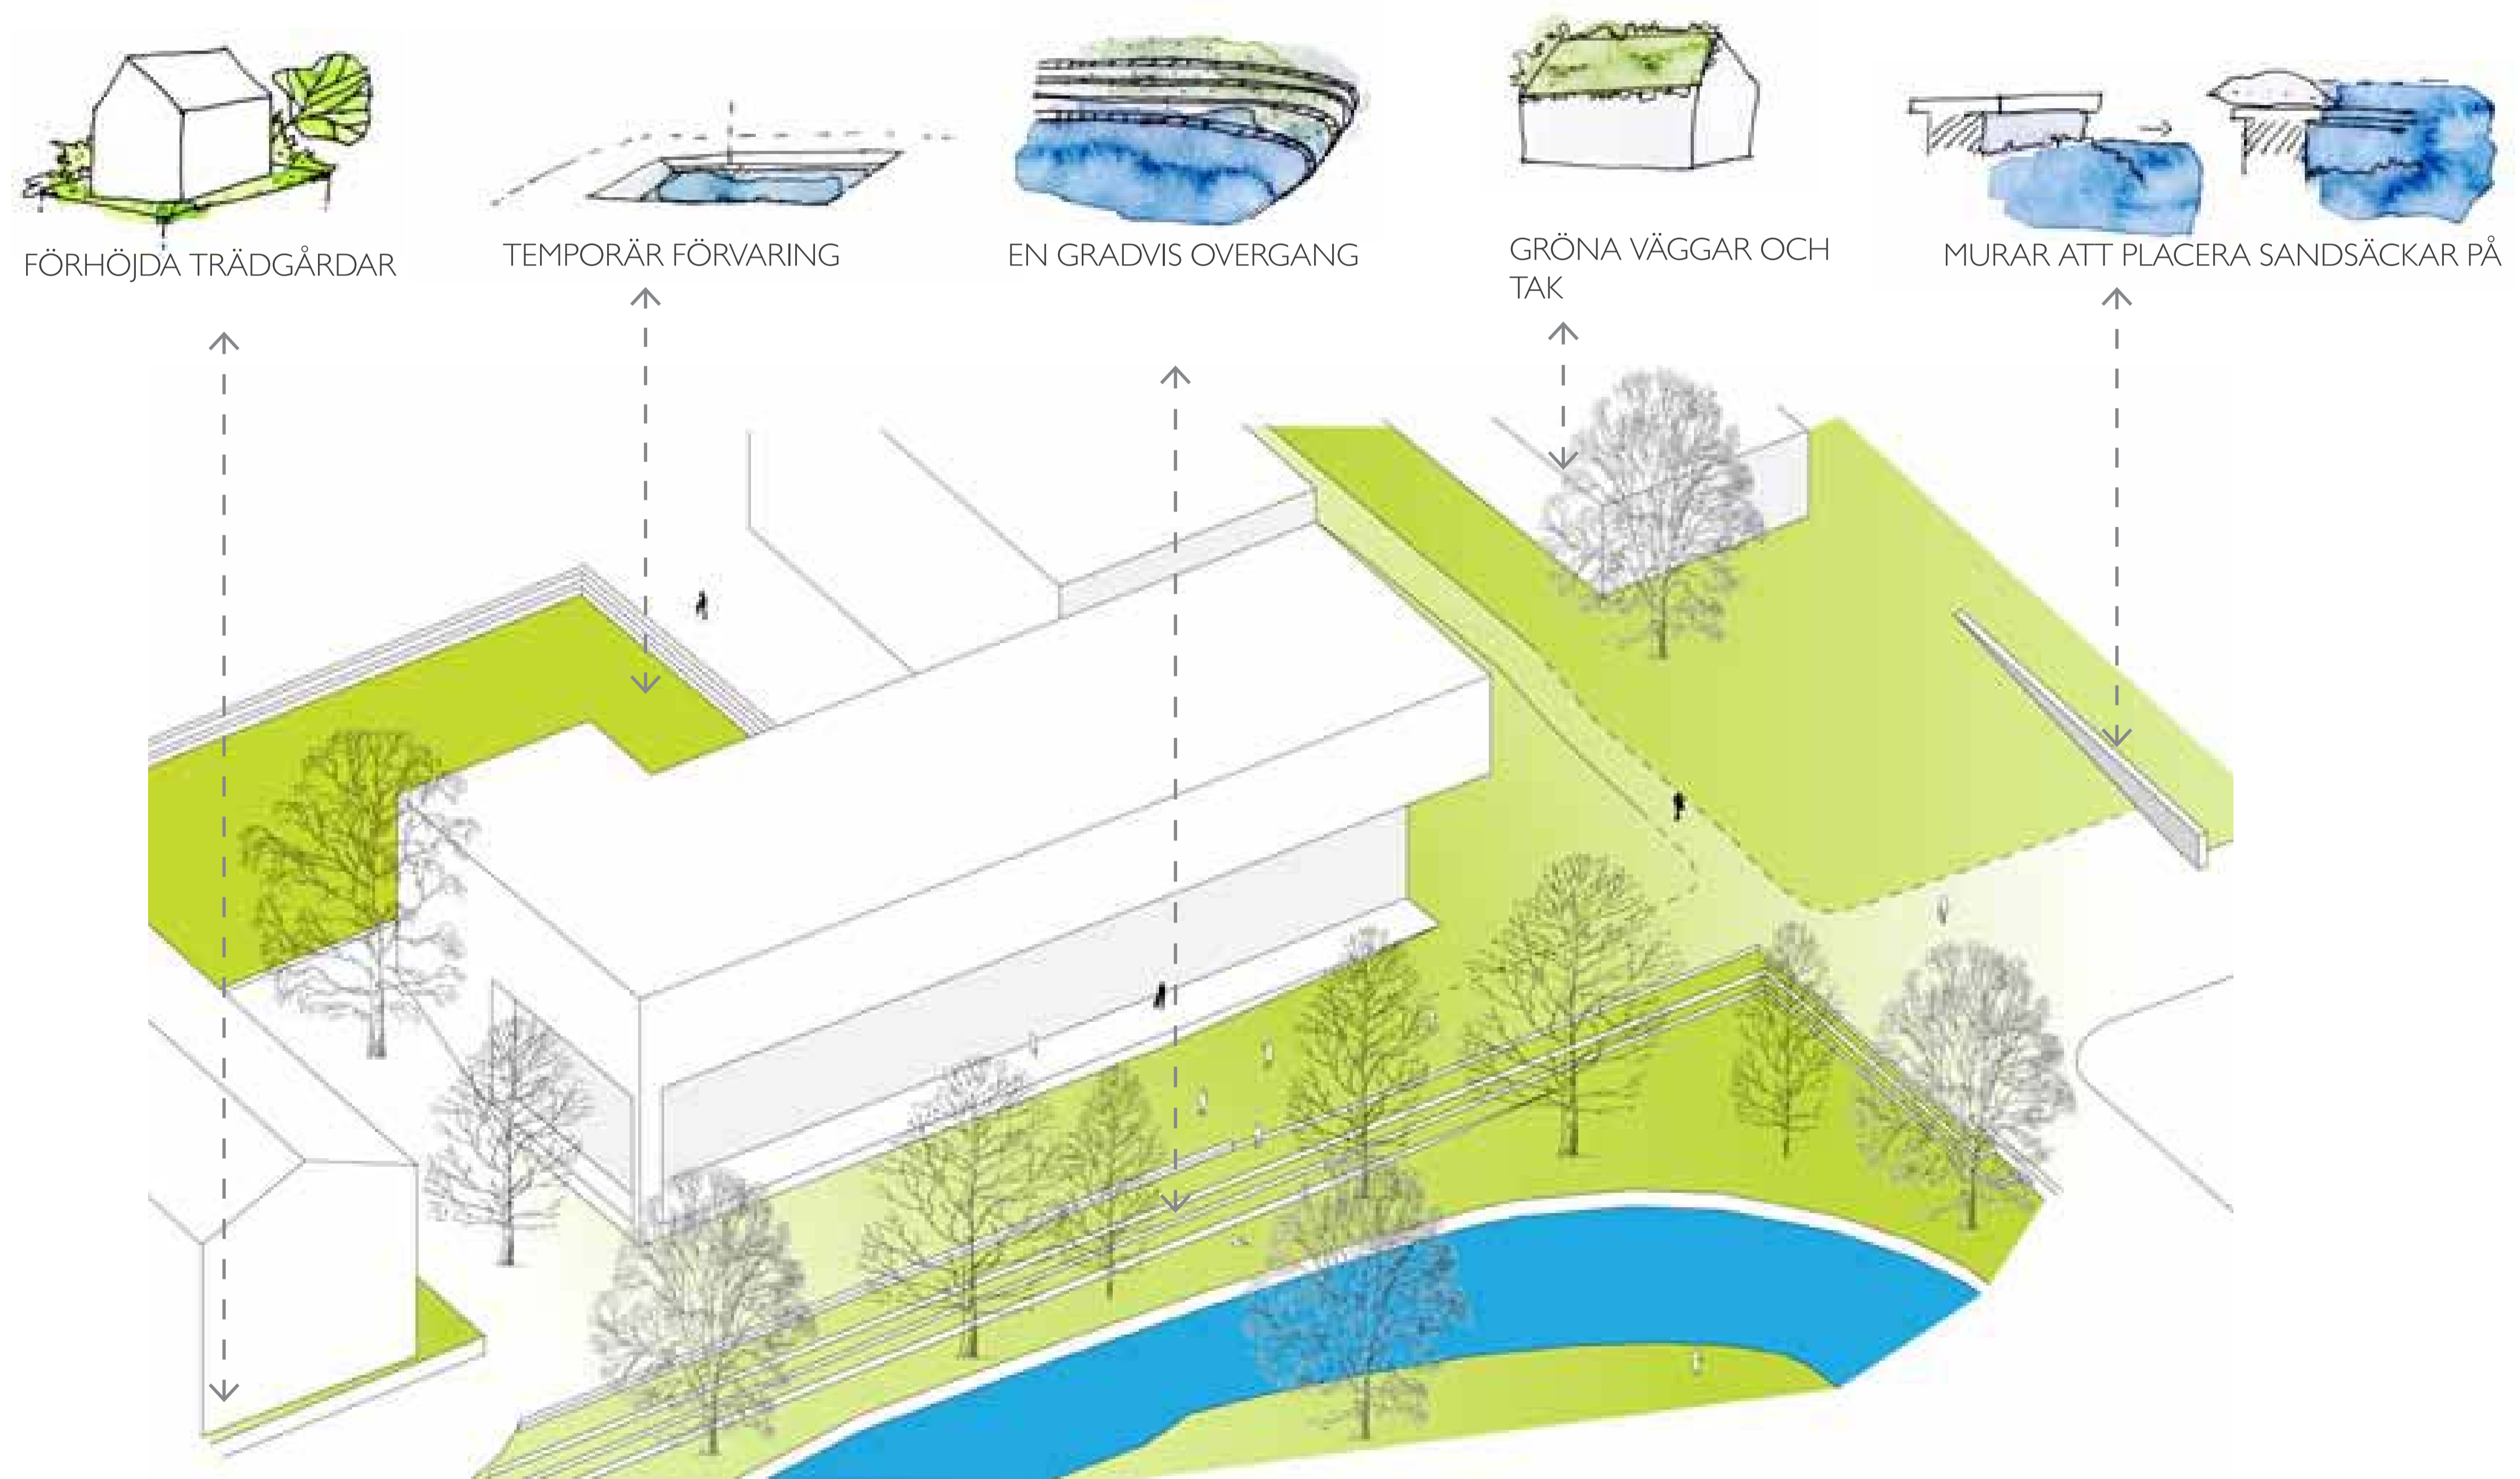 FÖRHÖJDA TRÄDGÅRDAR
TEMPORÄR FÖRVARING
EN GRADVIS OVERGANG
GRÖNA VÄGGAR OCH
TAK
MURAR ATT PLACERA SANDSÄCKAR PÅ